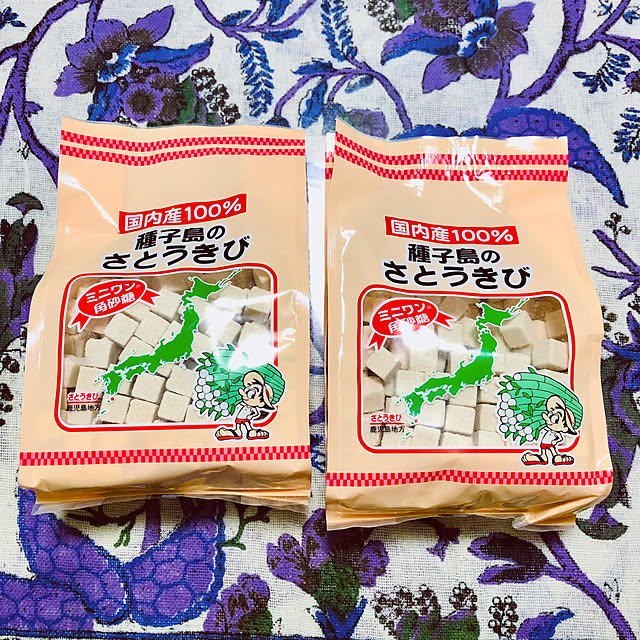 国内産100%
種子島の
さとうきび
ミニワン
角砂糖
さとうきび
鹿児島地方
国内産100%
種子島の
さとうきび
ミニワン
角砂糖
さとうきび
鹿児島地方